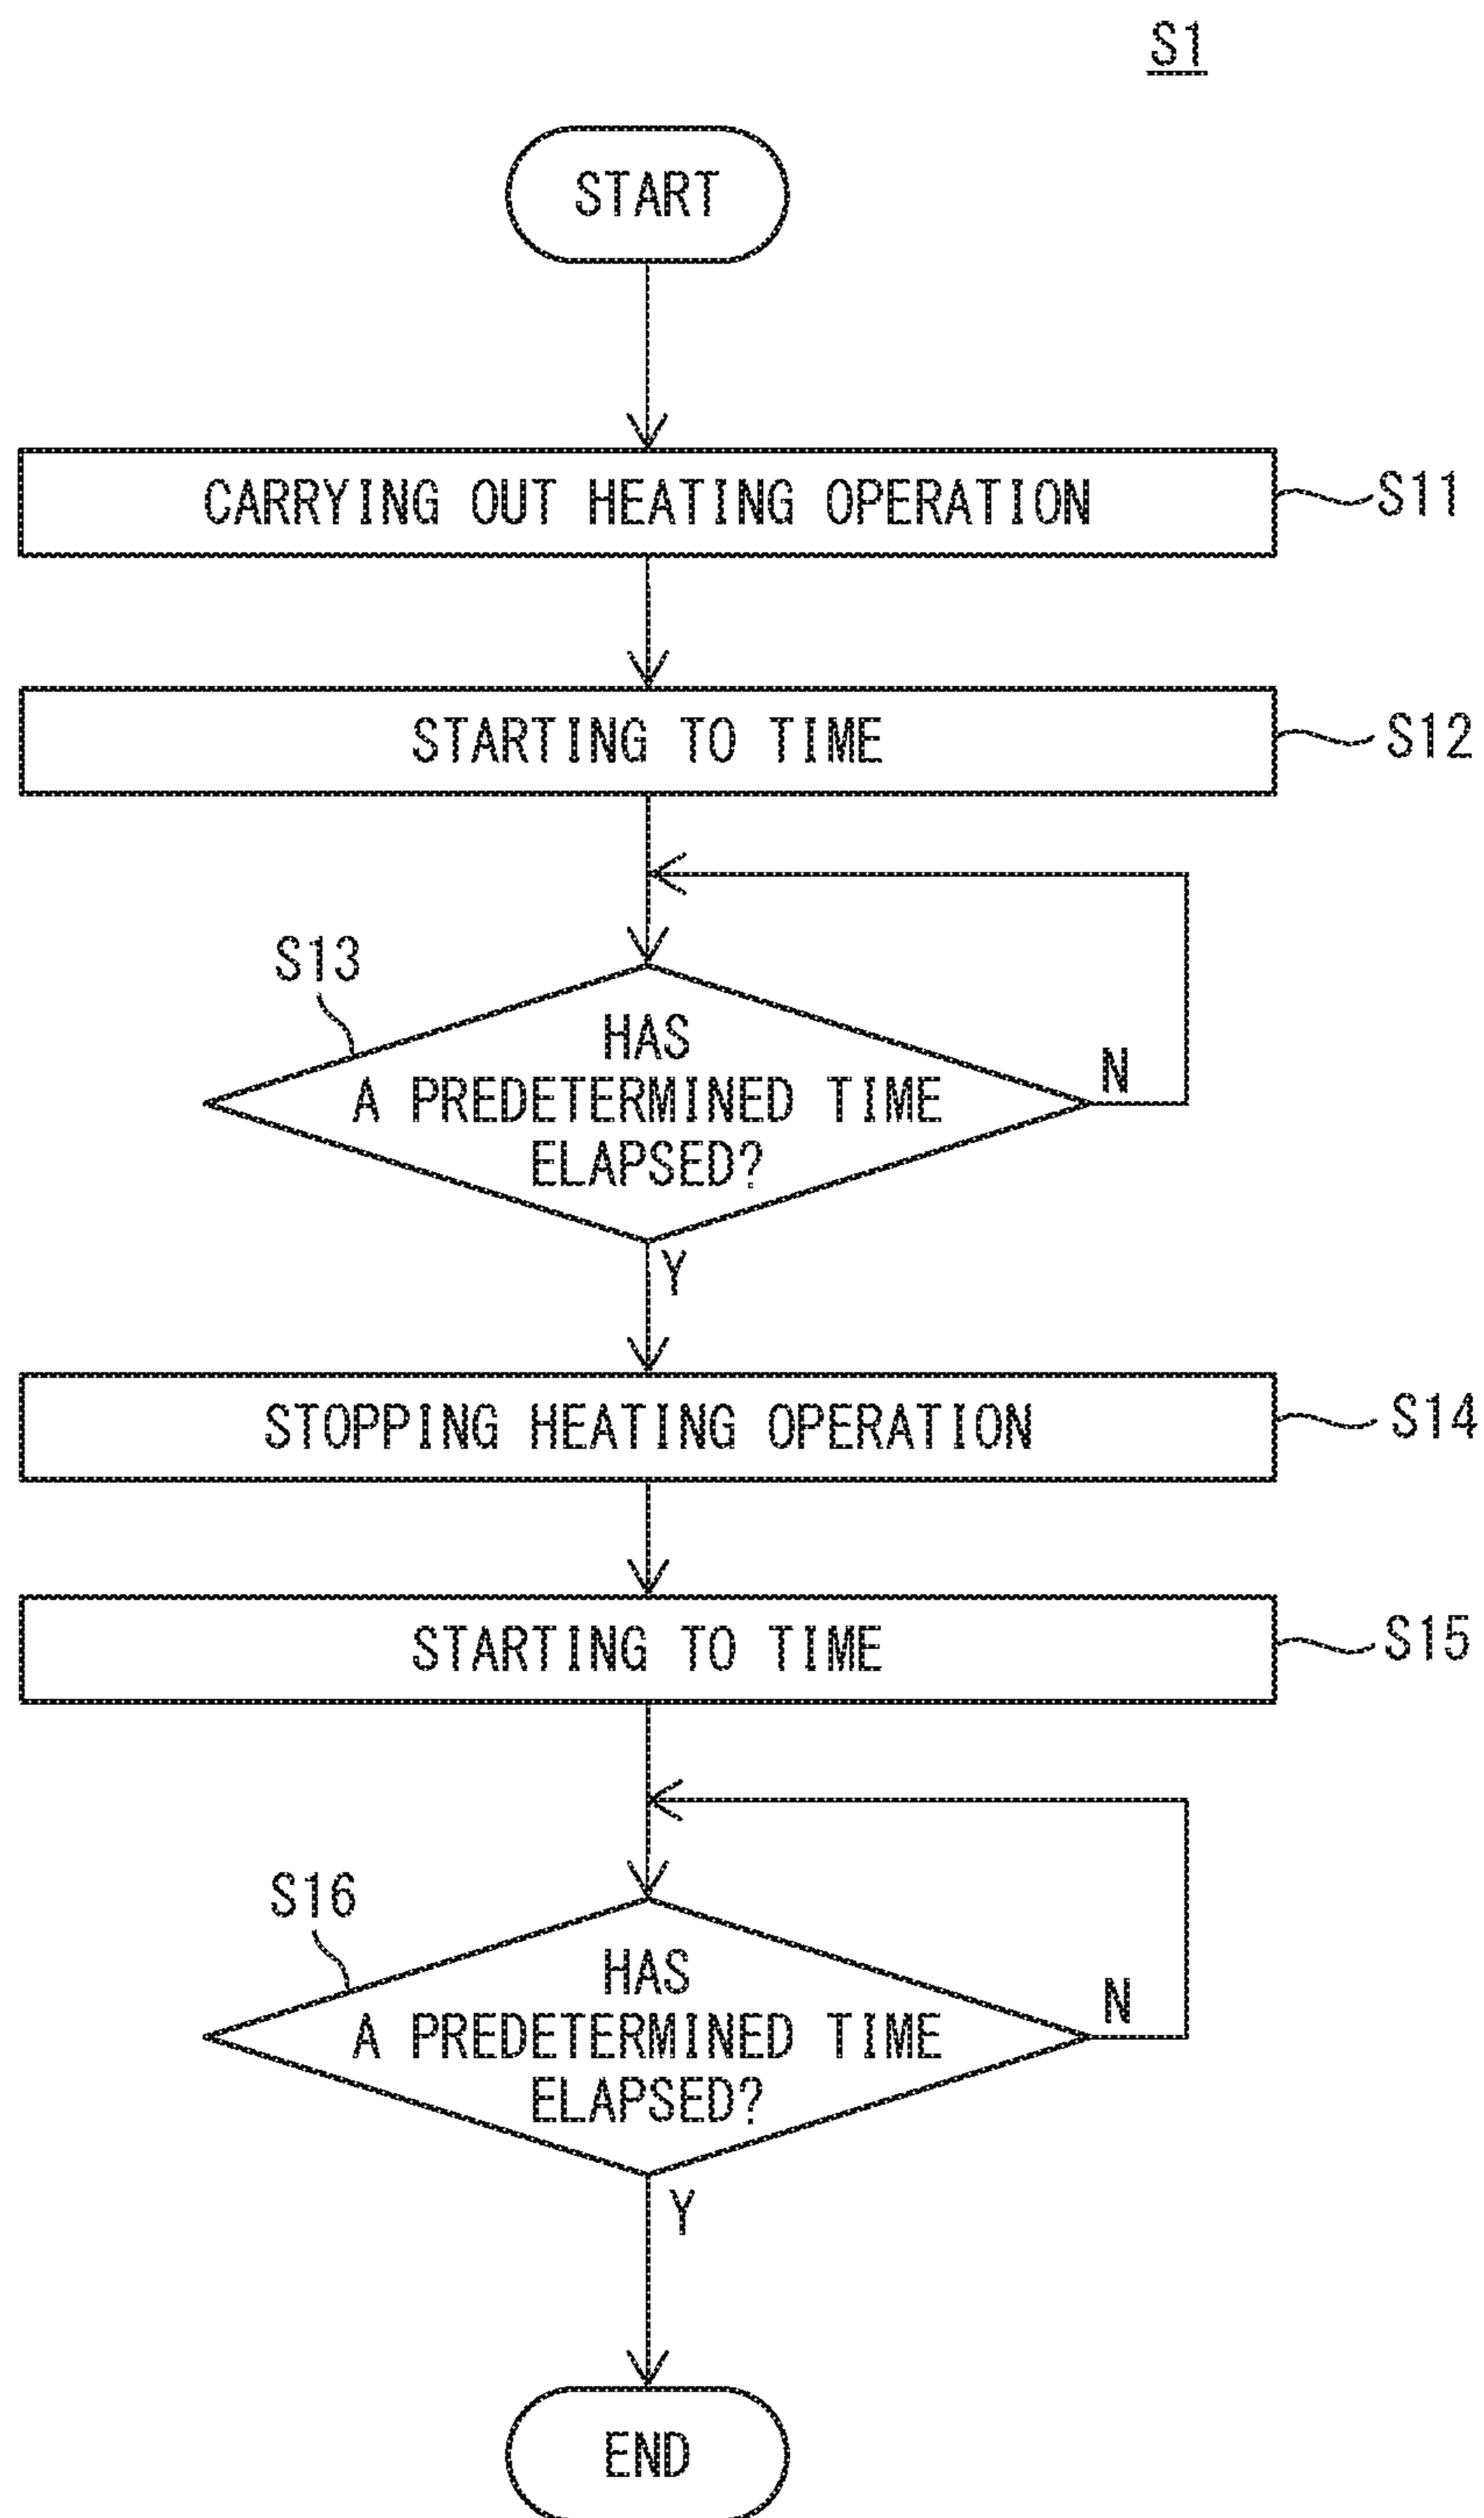 S1
START
CARRYING OUT HEATING OPERATION
S11
STARTING TO TIME
S12
S13
HAS
A PREDETERMINED TIME
ELAPSED?
N
Y
STOPPING HEATING OPERATION
S14
STARTING TO TIME
S15
S16
HAS
A PREDETERMINED TIME
ELAPSED?
N
Y
END